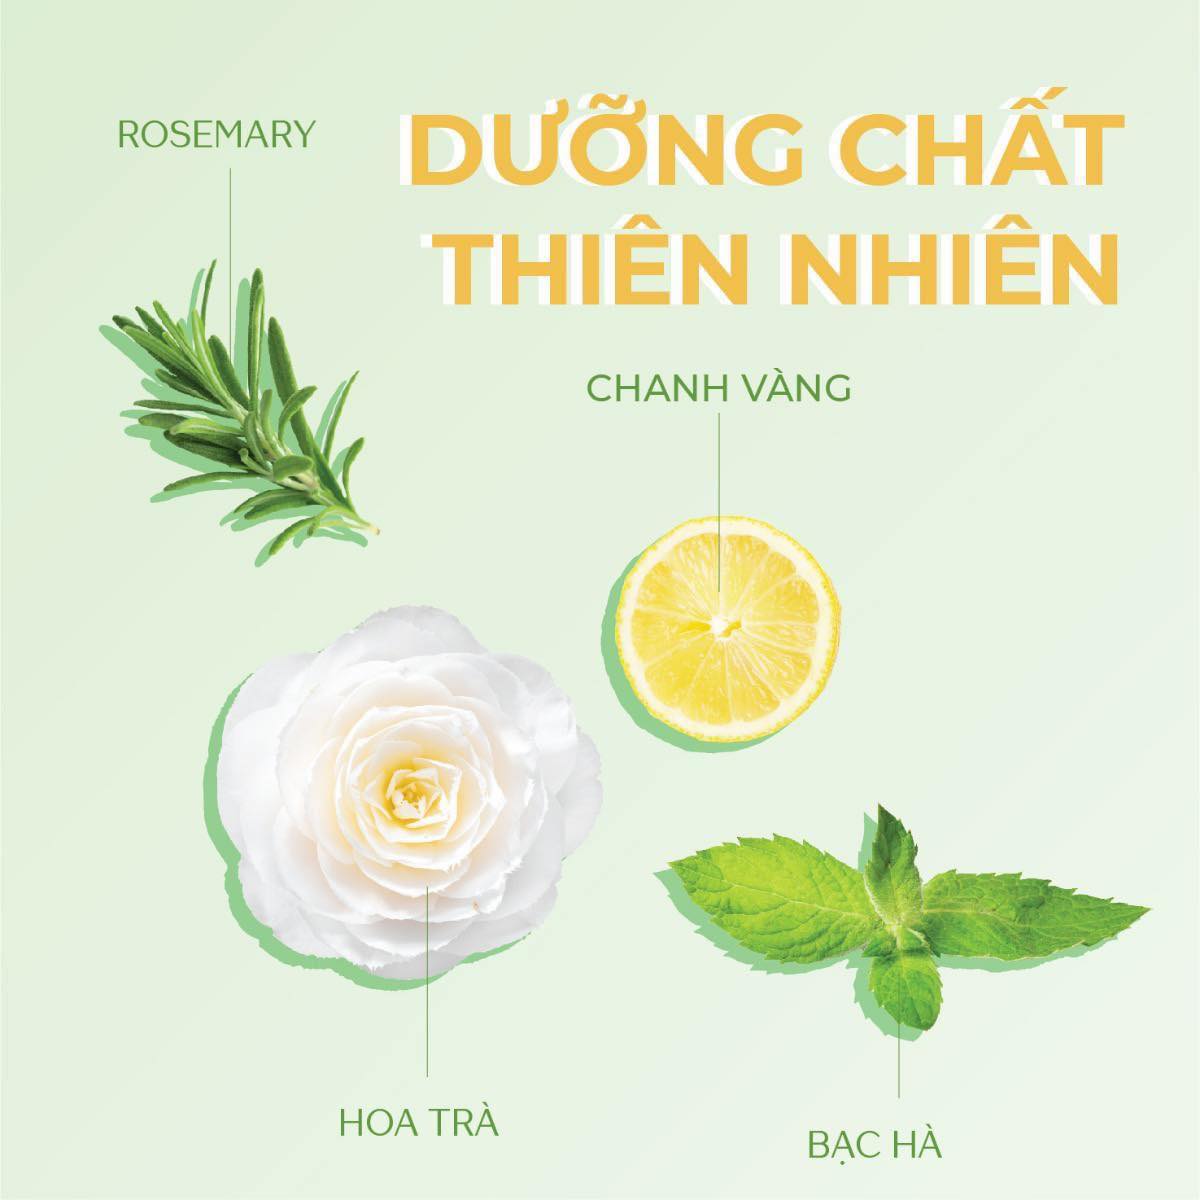 ROSEMARY
DƯỠNG CHẤT
THIÊN NHIÊN
CHANH VÀNG
HOA TRÀ
BẠC HÀ